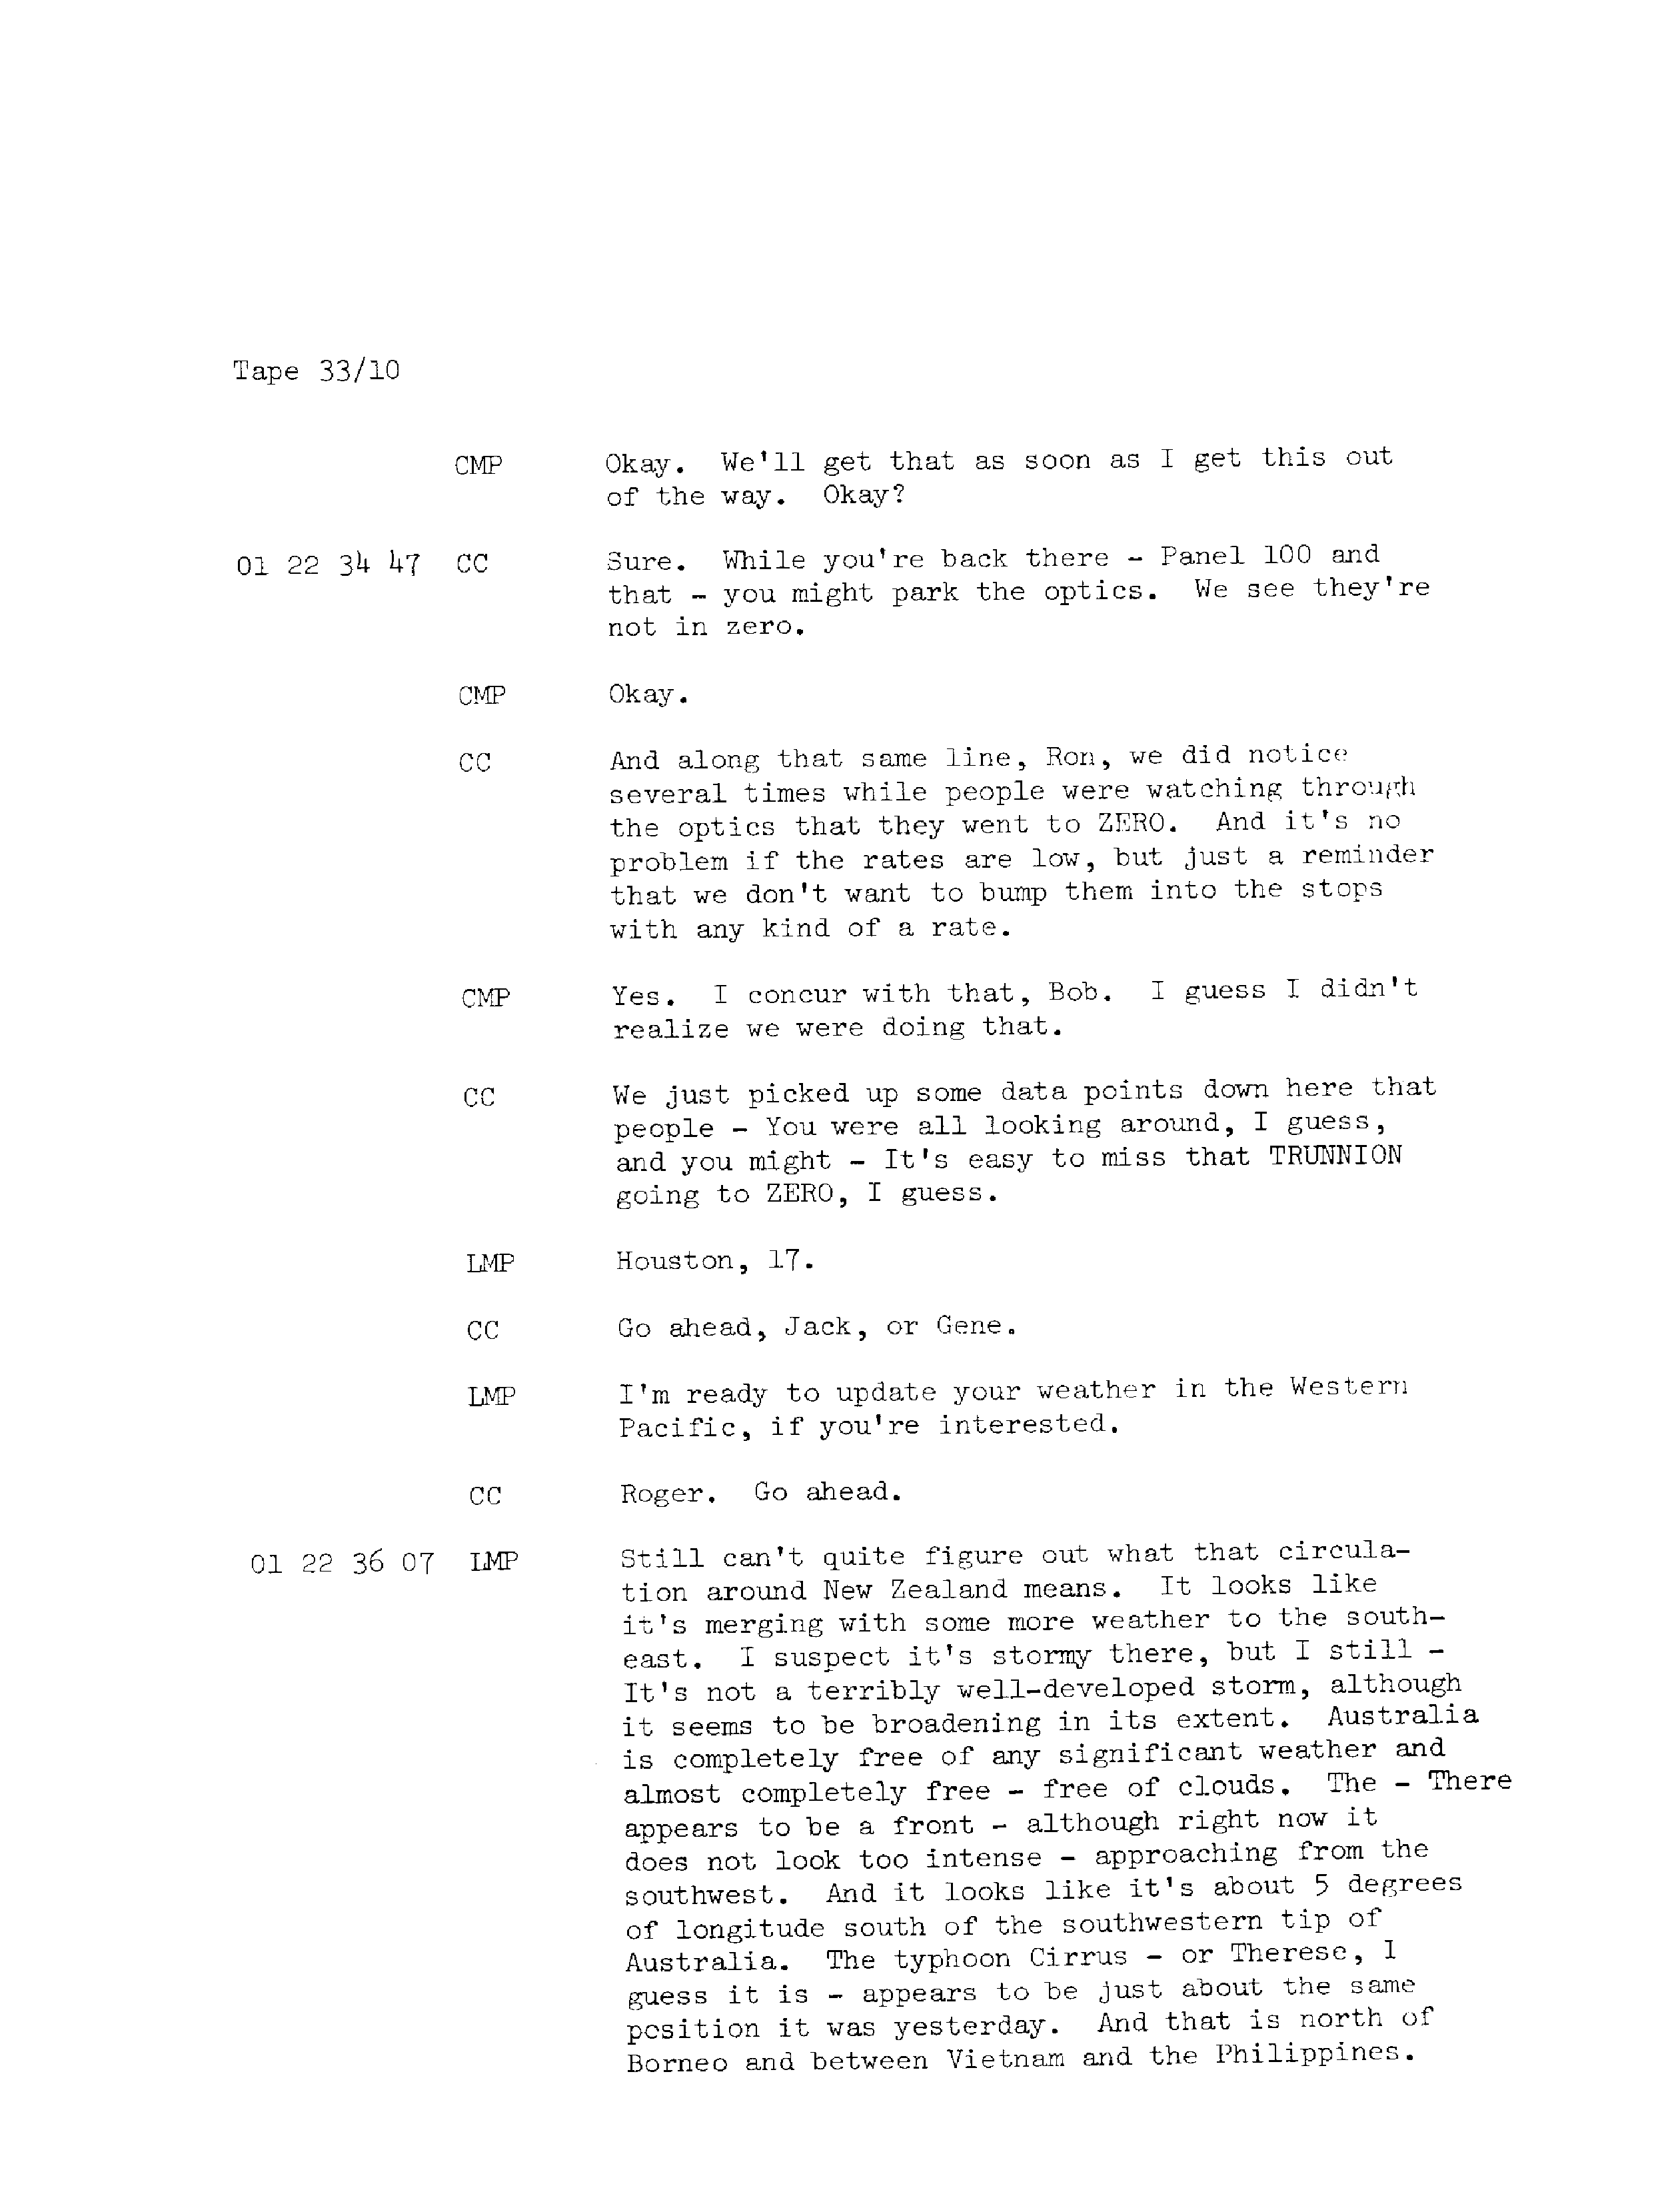 Tape 33/10
CMP Okay. We'll get that as soon as I get this out
of the way. Okay?
01 22 34 47 CC Sure. While you're back there - Panel 100 and
that - you might park the optics. We see they're
not in zero.
CMP Okay.
CC And along that same line, Ron, we did notice
several times while people were watching through
the optics that they went to ZERO. And it's no
problem if the rates are low, but just a reminder
that we don't want to bump them into the stops
with any kind of a rate.
CMP Yes. I concur with that, Bob. I guess I didn't
realize we were doing that.
CC We just picked up some data points down here that
people - You were all looking around, I guess,
and you might - It's easy to miss that TRUNNION
going to ZERO, I guess.
LMP Houston, 17.
CC Go ahead, Jack, or Gene.
LMP I'm ready to update your weather in the Western
Pacific, if you're interested.
CC Roger. Go ahead.
01 22 36 07 LMP Still can't quite figure out what that circula-
tion around New Zealand means. It looks like
it's merging with some more weather to the south-
east. I suspect it's stormy there, but I still -
It's not a terribly well-developed storm, although
it seems to be broadening in its extent. Australia
is completely free of any significant weather and
almost completely free - free of clouds. The - There
appears to be a front - although right now it
does not look too intense - approaching from the
southwest. And it looks like it's about 5 degrees
of longitude south of the southwestern tip of
Australia. The typhoon Cirrus - or Therese, I
guess it is - appears to be just about the same
position it was yesterday. And that is north of
Borneo and between Vietnam and the Philippines.